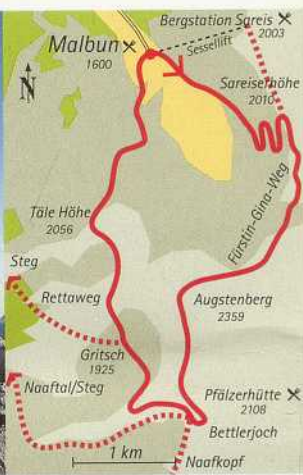 Bergstation Sareis
2003
Malbun
1600
Sessellift
N
Sareiserhöhe
2010
Fürstin-Gina-Weg
Täle Höhe
2056
Steg
Rettaweg
Augstenberg
2359
Gritsch
1925
Naaftal/Steg
Pfälzerhütte
2108
Bettlerjoch
1 km
Naafkopf